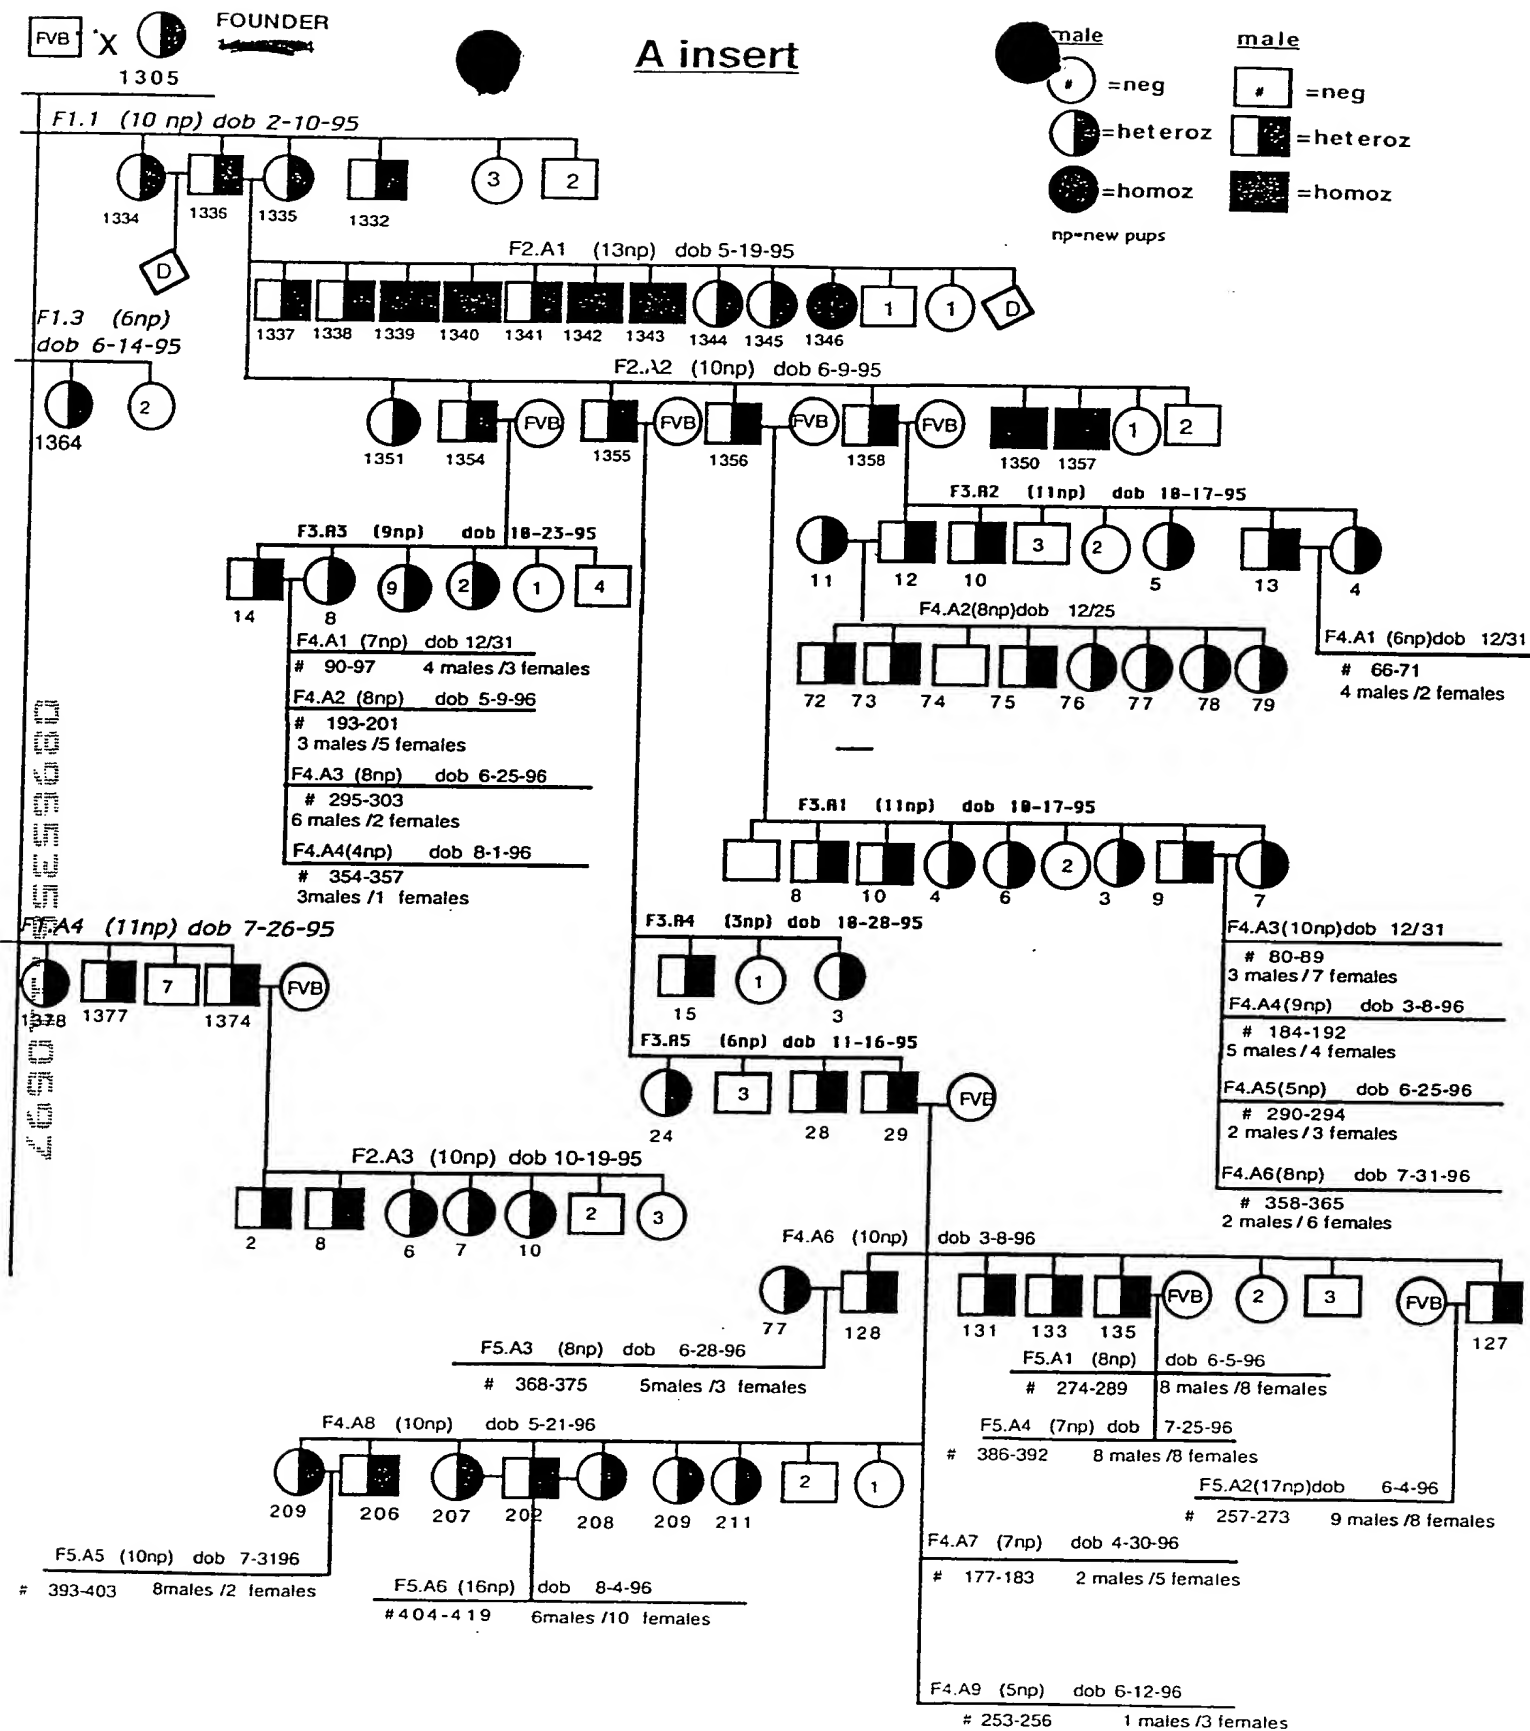 FVB X
FOUNDER
1305
A insert
male
male
# =neg
# =neg
=heteroz
=heteroz
=homoz
=homoz
np=new pups
F1.1 (10 np) dob 2-10-95
3
2
1334
1336
1335
1332
D
F2.A1 (13np) dob 5-19-95
1
1
D
1337 1338 1339 1340 1341 1342 1343 1344 1345 1346
F1.3 (6np)
dob 6-14-95
2
1364
F2.A2 (10np) dob 6-9-95
FVB FVB FVB FVB 1 2
1351 1354 1355 1356 1358 1350 1357
F3.A2 (11np) dob 10-17-95
3 2
11 12 10 5 13 4
F3.A3 (9np) dob 10-23-95
9 2 1 4
14 8
F4.A1 (7np) dob 12/31
# 90-97 4 males /3 females
F4.A2 (8np) dob 5-9-96
# 193-201
3 males /5 females
F4.A3 (8np) dob 6-25-96
# 295-303
6 males /2 females
F4.A4(4np) dob 8-1-96
# 354-357
3males /1 females
F4.A2(8np)dob 12/25
72 73 74 75 76 77 78 79
F4.A1 (6np)dob 12/31
# 66-71
4 males /2 females
F3.A1 (11np) dob 10-17-95
2
8 10 4 6 3 9 7
F4.A3(10np)dob 12/31
# 80-89
3 males/7 females
F4.A4(9np) dob 3-8-96
# 184-192
5 males/4 females
F4.A5(5np) dob 6-25-96
# 290-294
2 males/3 females
F4.A6(8np) dob 7-31-96
# 358-365
2 males/6 females
F3.A4 (3np) dob 10-28-95
1
15 3
F3.A5 (6np) dob 11-16-95
3 FVB
24 28 29
A4 (11np) dob 7-26-95
7 FVB
1378 1377 1374
F2.A3 (10np) dob 10-19-95
2 3
2 8 6 7 10
F4.A6 (10np) dob 3-8-96
FVB 2 3 FVB
77 128 131 133 135 127
F5.A3 (8np) dob 6-28-96
# 368-375 5males /3 females
F5.A1 (8np) dob 6-5-96
# 274-289 8 males /8 females
F5.A4 (7np) dob 7-25-96
# 386-392 8 males /8 females
F5.A2(17np)dob 6-4-96
# 257-273 9 males /8 females
F4.A8 (10np) dob 5-21-96
2 1
209 206 207 202 208 209 211
F5.A5 (10np) dob 7-3196
# 393-403 8males /2 females
F5.A6 (16np) dob 8-4-96
#404-419 6males /10 females
F4.A7 (7np) dob 4-30-96
# 177-183 2 males /5 females
F4.A9 (5np) dob 6-12-96
# 253-256 1 males /3 females